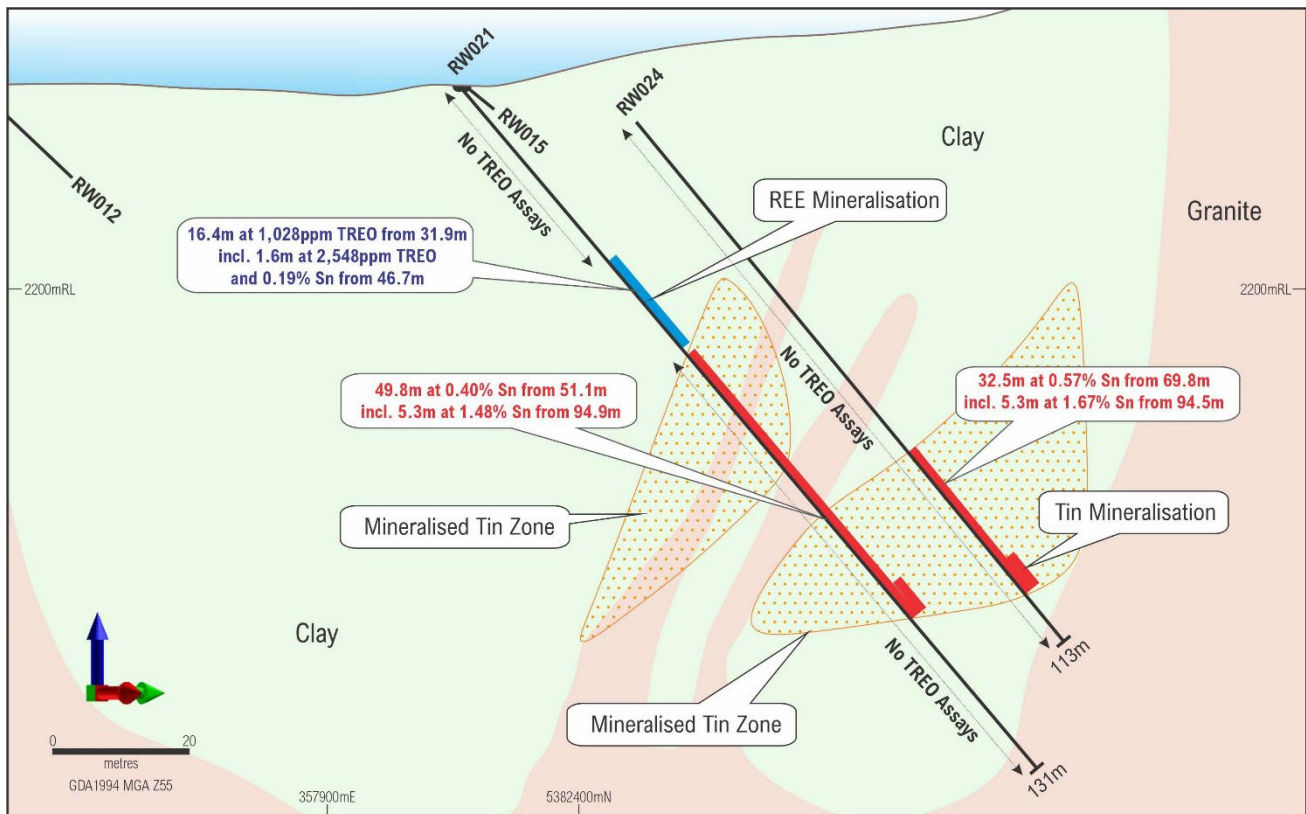 RW021
RW015
RW024
RW012
No TREO Assays
Clay
REE Mineralisation
Granite
16.4m at 1,028ppm TREO from 31.9m
incl. 1.6m at 2,548ppm TREO
and 0.19% Sn from 46.7m
2200mRL
2200mRL
No TREO Assays
49.8m at 0.40% Sn from 51.1m
incl. 5.3m at 1.48% Sn from 94.9m
32.5m at 0.57% Sn from 69.8m
incl. 5.3m at 1.67% Sn from 94.5m
Mineralised Tin Zone
Tin Mineralisation
Clay
No TREO Assays
113m
Mineralised Tin Zone
131m
0 20
metres
GDA1994 MGA Z55
357900mE
5382400mN